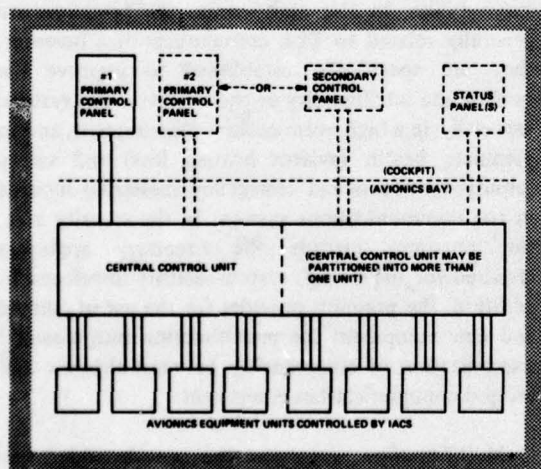 #1
PRIMARY
CONTROL
PANEL
#2
PRIMARY
CONTROL
PANEL
-OR-
SECONDARY
CONTROL
PANEL
STATUS
PANEL(S)
(COCKPIT)
(AVIONICS BAY)
CENTRAL CONTROL UNIT
(CENTRAL CONTROL UNIT MAY BE
PARTITIONED INTO MORE THAN
ONE UNIT)
AVIONICS EQUIPMENT UNITS CONTROLLED BY IACS